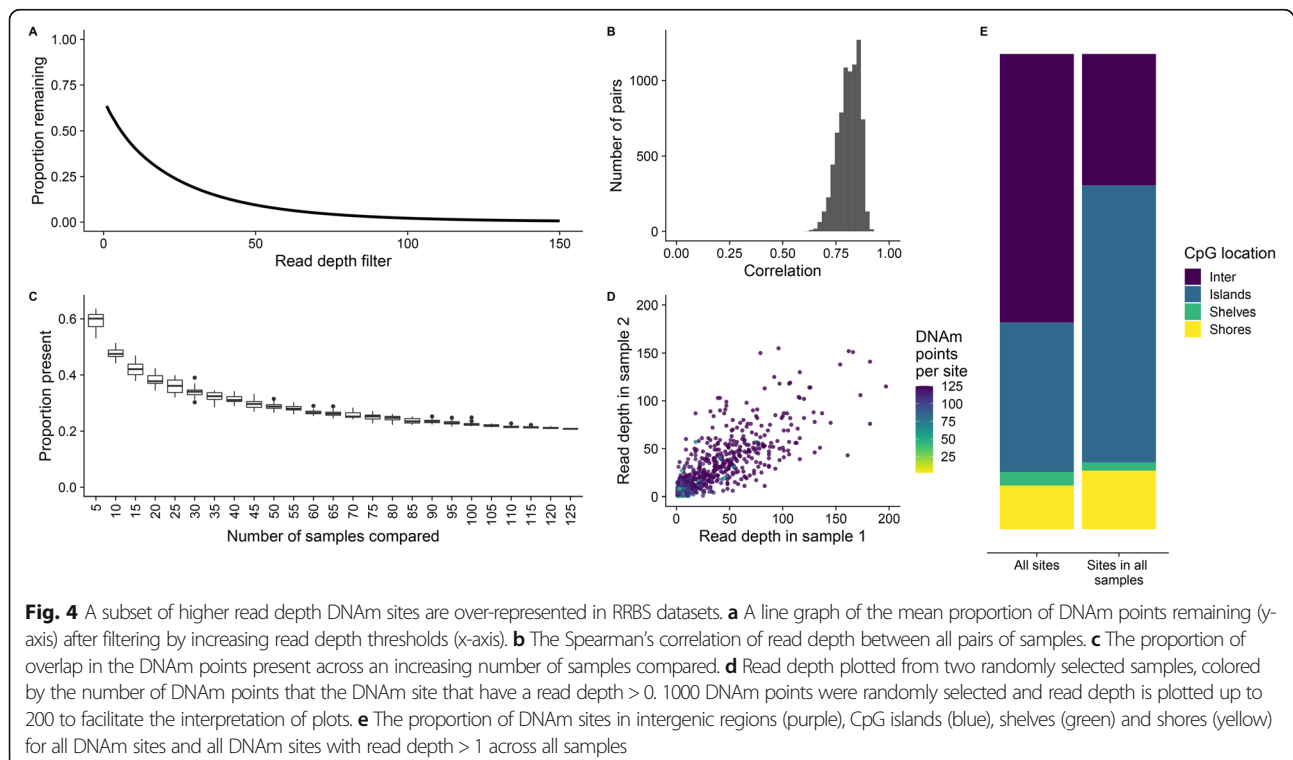 A
1.00
0.75
0.50
0.25
0.00
Proportion remaining
0
50
100
150
Read depth filter
B
1000
500
0
Number of pairs
0.00
0.25
0.50
0.75
1.00
Correlation
C
0.6
0.4
0.2
0.0
Proportion present
5
10
15
20
25
30
35
40
45
50
55
60
65
70
75
80
85
90
95
100
105
110
115
120
125
Number of samples compared
D
200
150
100
50
0
Read depth in sample 2
0
50
100
150
200
Read depth in sample 1
DNAm
points
per site
125
100
75
50
25
E
All sites
Sites in all
samples
CpG location
Inter
Islands
Shelves
Shores
Fig. 4 A subset of higher read depth DNAm sites are over-represented in RRBS datasets. a A line graph of the mean proportion of DNAm points remaining (y-
axis) after filtering by increasing read depth thresholds (x-axis). b The Spearman's correlation of read depth between all pairs of samples. c The proportion of
overlap in the DNAm points present across an increasing number of samples compared. d Read depth plotted from two randomly selected samples, colored
by the number of DNAm points that the DNAm site that have a read depth > 0. 1000 DNAm points were randomly selected and read depth is plotted up to
200 to facilitate the interpretation of plots. e The proportion of DNAm sites in intergenic regions (purple), CpG islands (blue), shelves (green) and shores (yellow)
for all DNAm sites and all DNAm sites with read depth > 1 across all samples